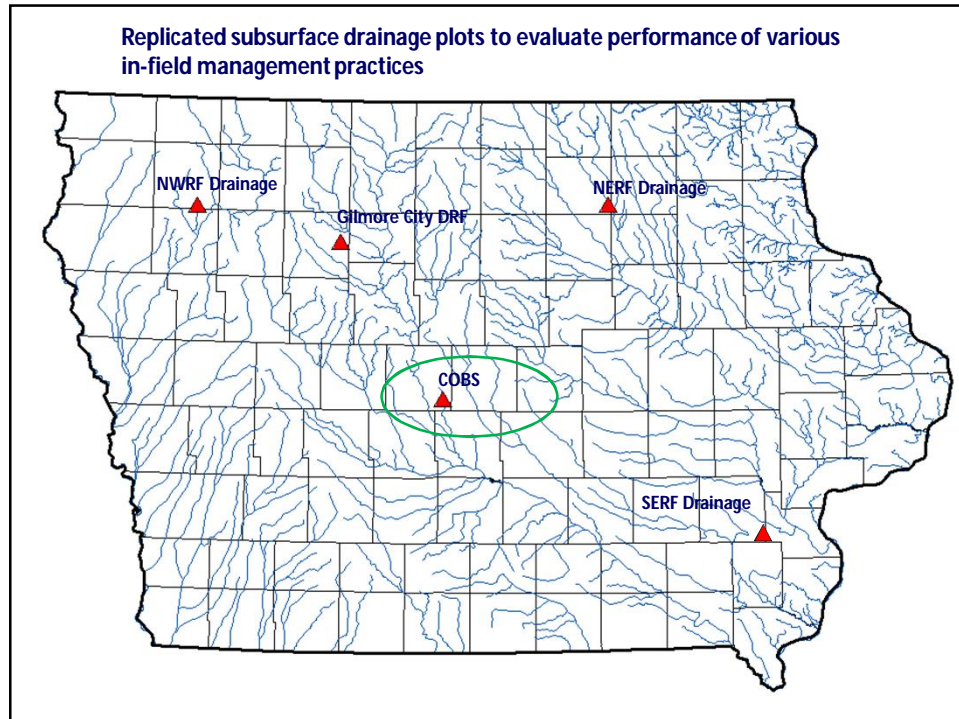 Replicated subsurface drainage plots to evaluate performance of various
in-field management practices
NWRF Drainage
NERF Drainage
Gilmore City DRF
COBS
SERF Drainage